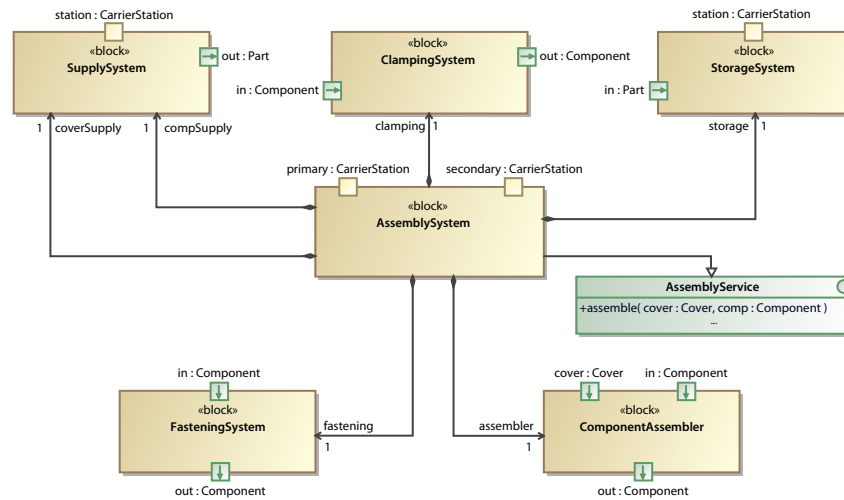 station : CarrierStation
«block»
SupplySystem
out : Part
1
coverSupply
1
compSupply
«block»
ClampingSystem
in : Component
out : Component
clamping
1
station : CarrierStation
«block»
StorageSystem
in : Part
storage
1
primary : CarrierStation
secondary : CarrierStation
«block»
AssemblySystem
AssemblyService
+assemble( cover : Cover, comp : Component )
...
in : Component
«block»
FasteningSystem
out : Component
fastening
1
cover : Cover
in : Component
assembler
1
«block»
ComponentAssembler
out : Component